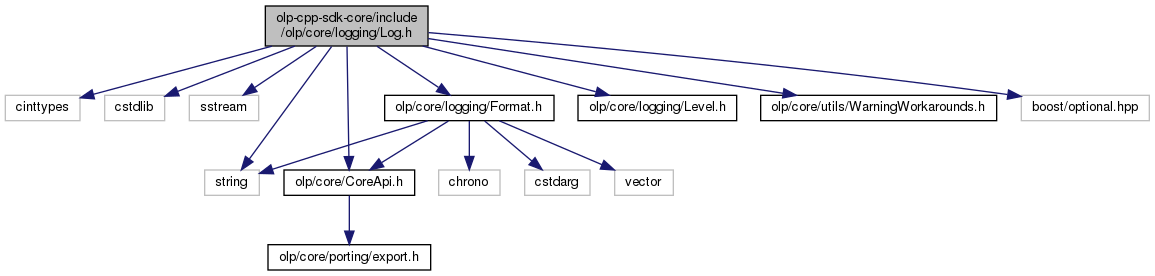 olp-cpp-sdk-core/include
/olp/core/logging/Log.h
cinttypes
cstdlib
sstream
olp/core/logging/Format.h
olp/core/logging/Level.h
olp/core/utils/WarningWorkarounds.h
boost/optional.hpp
string
olp/core/CoreApi.h
chrono
cstdarg
vector
olp/core/porting/export.h